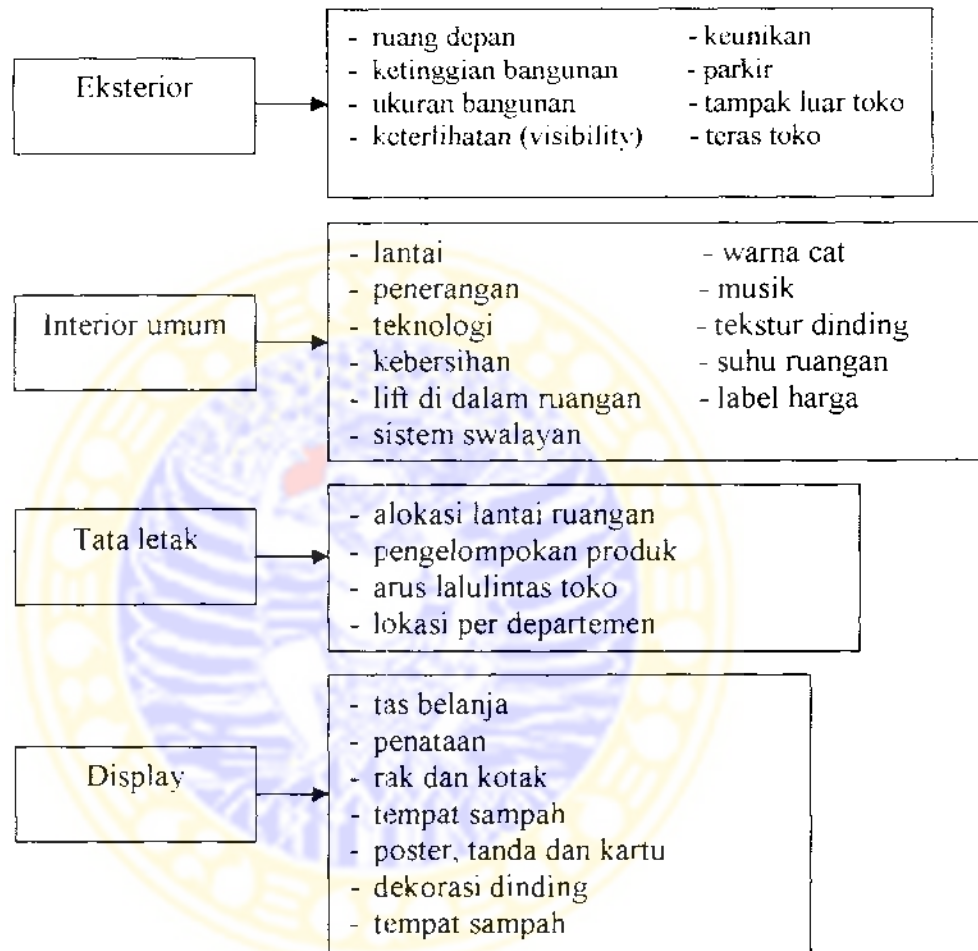 Eksterior
- ruang depan - keunikan
- ketinggian bangunan - parkir
- ukuran bangunan - tampak luar toko
- keterlihatan (visibility) - teras toko
Interior umum
- lantai - warna cat
- penerangan - musik
- teknologi - tekstur dinding
- kebersihan - suhu ruangan
- lift di dalam ruangan - label harga
- sistem swalayan
Tata letak
- alokasi lantai ruangan
- pengelompokan produk
- arus lalulintas toko
- lokasi per departemen
Display
- tas belanja
- penataan
- rak dan kotak
- tempat sampah
- poster, tanda dan kartu
- dekorasi dinding
- tempat sampah